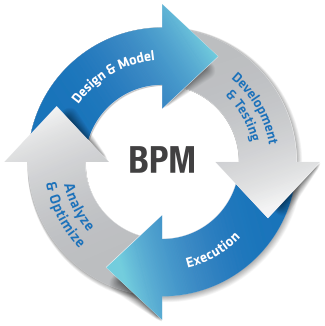 Design & Model
Development
& Testing
BPM
Analyze
& Optimize
Execution